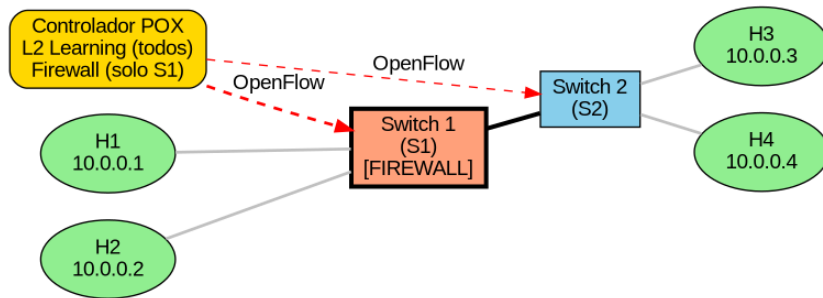 Controlador POX
L2 Learning (todos)
Firewall (solo S1)
OpenFlow
OpenFlow
H1
10.0.0.1
H2
10.0.0.2
Switch 1
(S1)
[FIREWALL]
Switch 2
(S2)
H3
10.0.0.3
H4
10.0.0.4